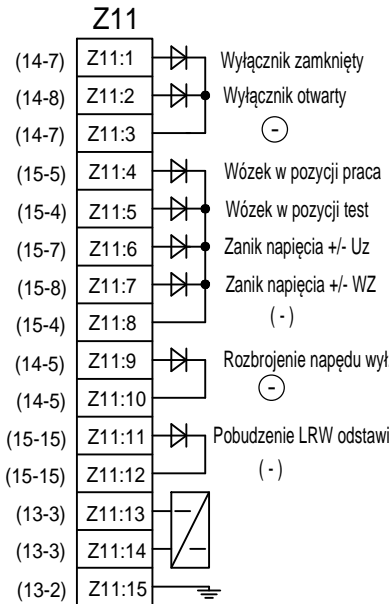 Z11
(14-7) Z11:1 Wyłącznik zamknięty
(14-8) Z11:2 Wyłącznik otwarty
(14-7) Z11:3 -
(15-5) Z11:4 Wózek w pozycji praca
(15-4) Z11:5 Wózek w pozycji test
(15-7) Z11:6 Zanik napięcia +/- Uz
(15-8) Z11:7 Zanik napięcia +/- WZ
(15-4) Z11:8 (-)
(14-5) Z11:9 Rozbrojenie napędu wył.
(14-5) Z11:10 -
(15-15) Z11:11 Pobudzenie LRW odstawi
(15-15) Z11:12 (-)
(13-3) Z11:13
(13-3) Z11:14
(13-2) Z11:15